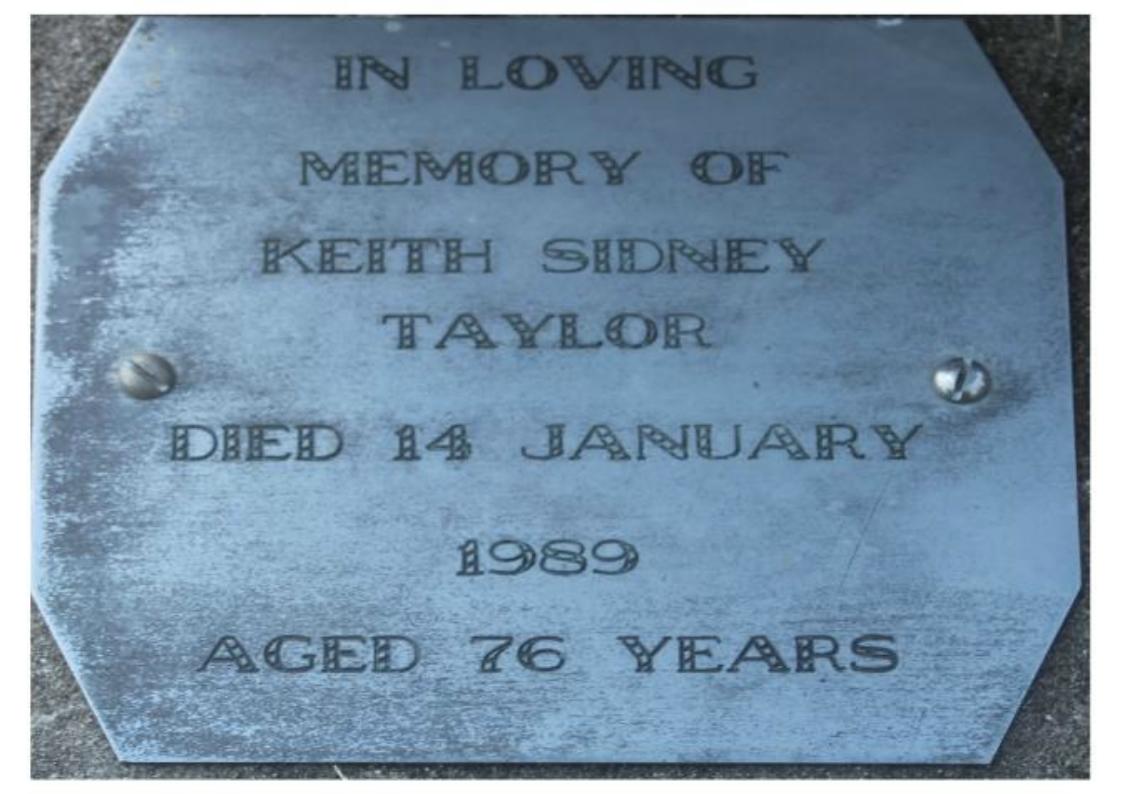 IN LOVING
MEMORY OF
KEITH SIDNEY
TAYLOR
DIED 14 JANUARY
1989
AGED 76 YEARS